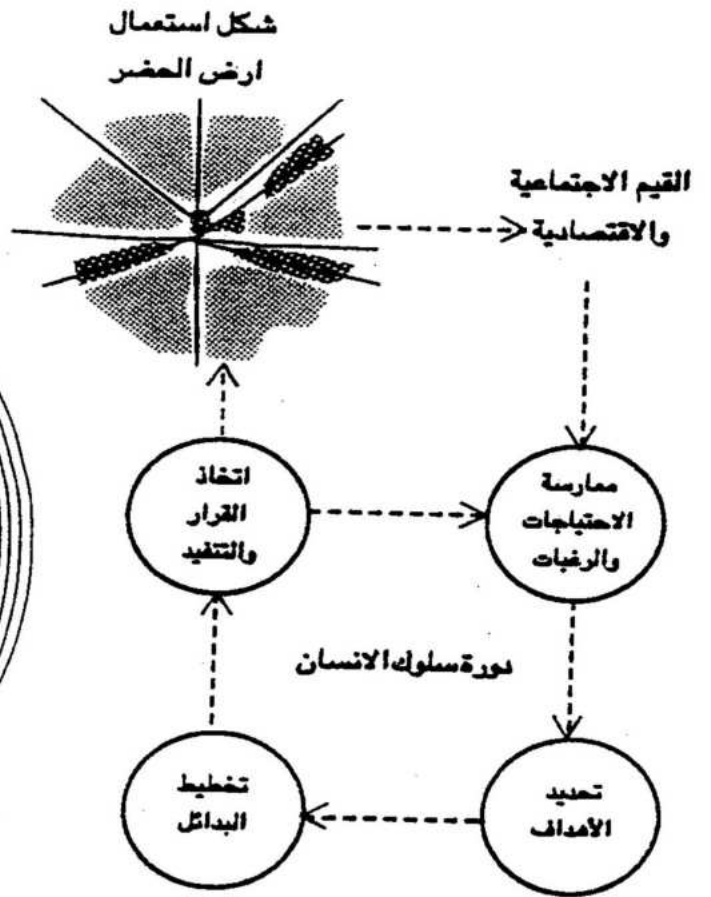 شكل استعمال
ارض الحضر
القيم الاجتماعية
والاقتصادية
اتخاذ
القرار
والتنفيد
ممارسة
الاحتياجات
والرغبات
دورة سلوك الانسان
تخطيط
البدائل
تحديد
الأهداف